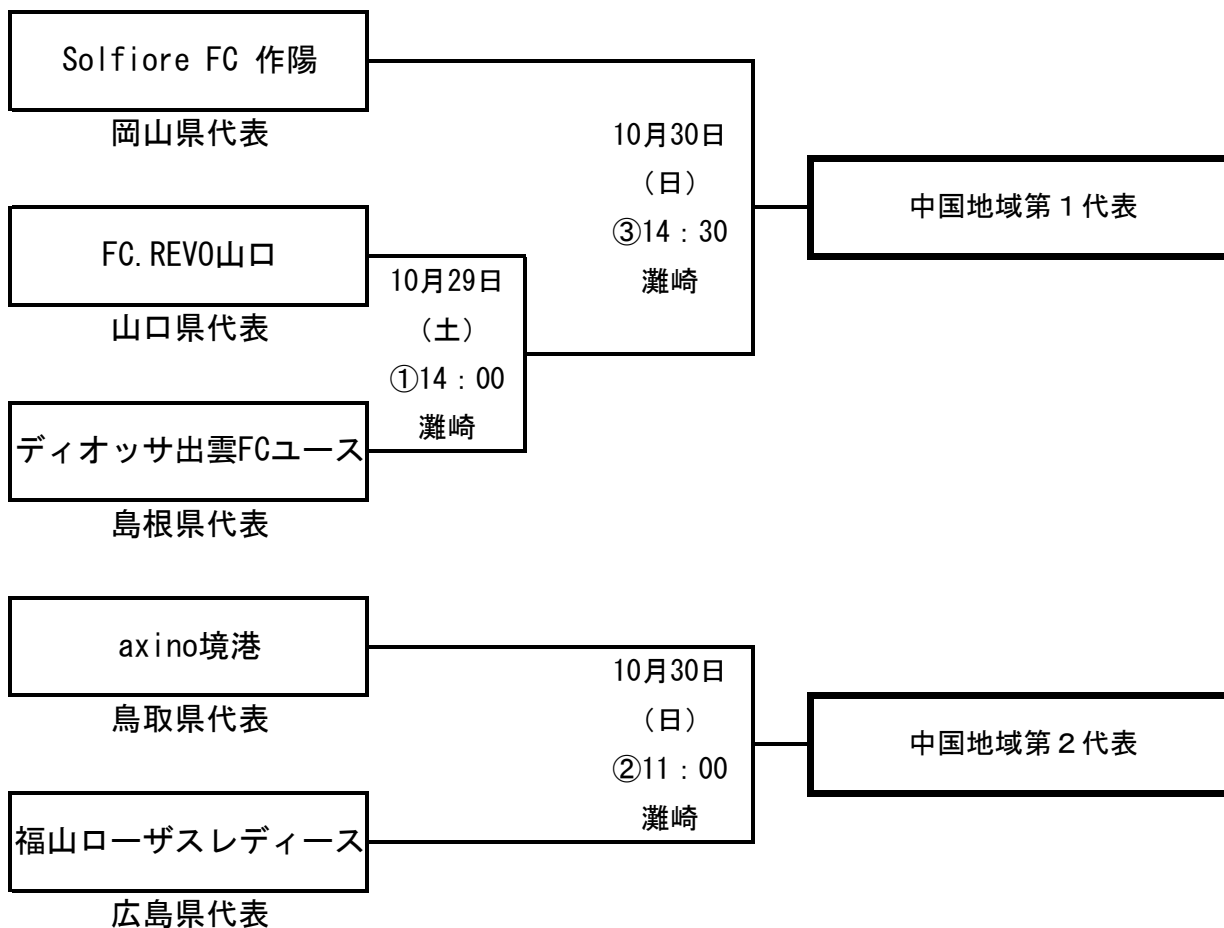 Solfiore FC 作陽
岡山県代表
FC.REVO山口
山口県代表
ディオッサ出雲FCユース
島根県代表
10月29日
（土）
①14：00
灘崎
10月30日
（日）
③14：30
灘崎
中国地域第１代表
axino境港
鳥取県代表
福山ローザスレディース
広島県代表
10月30日
（日）
②11：00
灘崎
中国地域第２代表